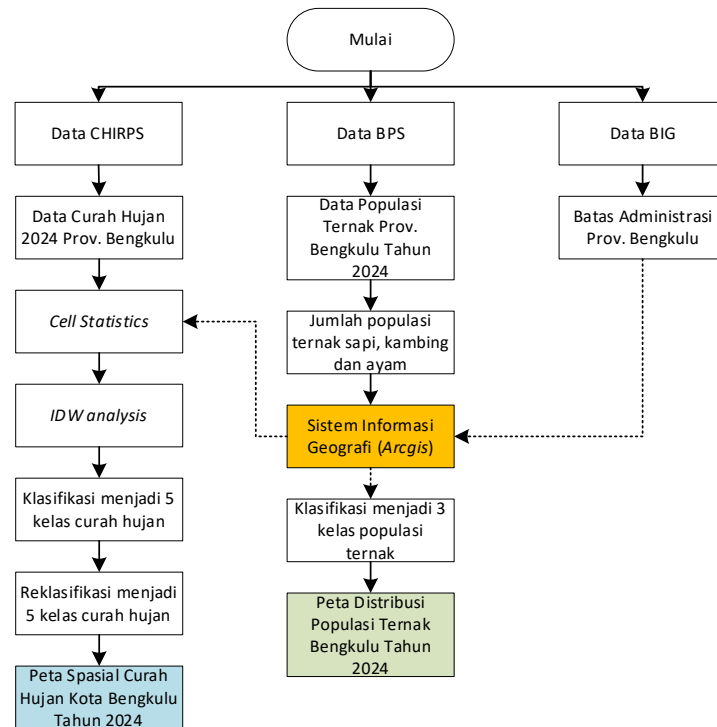 Mulai
Data CHIRPS
Data BPS
Data BIG
Data Curah Hujan
2024 Prov. Bengkulu
Data Populasi
Ternak Prov.
Bengkulu Tahun
2024
Batas Administrasi
Prov. Bengkulu
Cell Statistics
Jumlah populasi
ternak sapi, kambing
dan ayam
IDW analysis
Sistem Informasi
Geografi (Arcgis)
Klasifikasi menjadi 5
kelas curah hujan
Klasifikasi menjadi 3
kelas populasi
ternak
Reklasifikasi menjadi
5 kelas curah hujan
Peta Distribusi
Populasi Ternak
Bengkulu Tahun
2024
Peta Spasial Curah
Hujan Kota Bengkulu
Tahun 2024